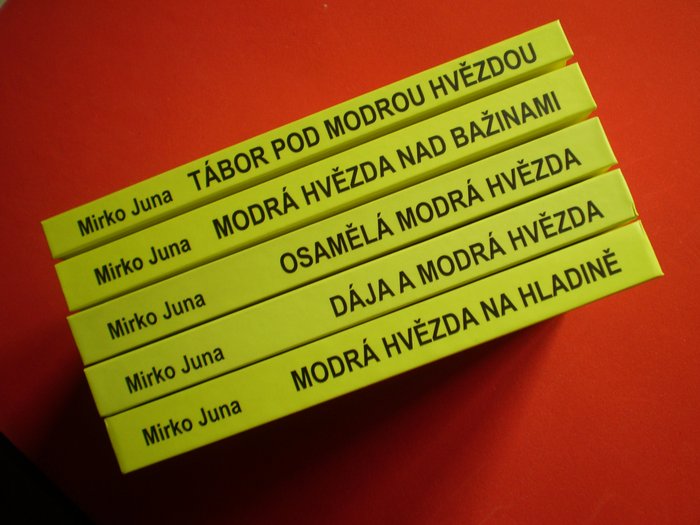 Mirko Juna TÁBOR POD MODROU HVĚZDOU
Mirko Juna MODRÁ HVĚZDA NAD BAŽINAMI
Mirko Juna OSAMĚLÁ MODRÁ HVĚZDA
Mirko Juna DÁJA A MODRÁ HVĚZDA
Mirko Juna MODRÁ HVĚZDA NA HLADINĚ